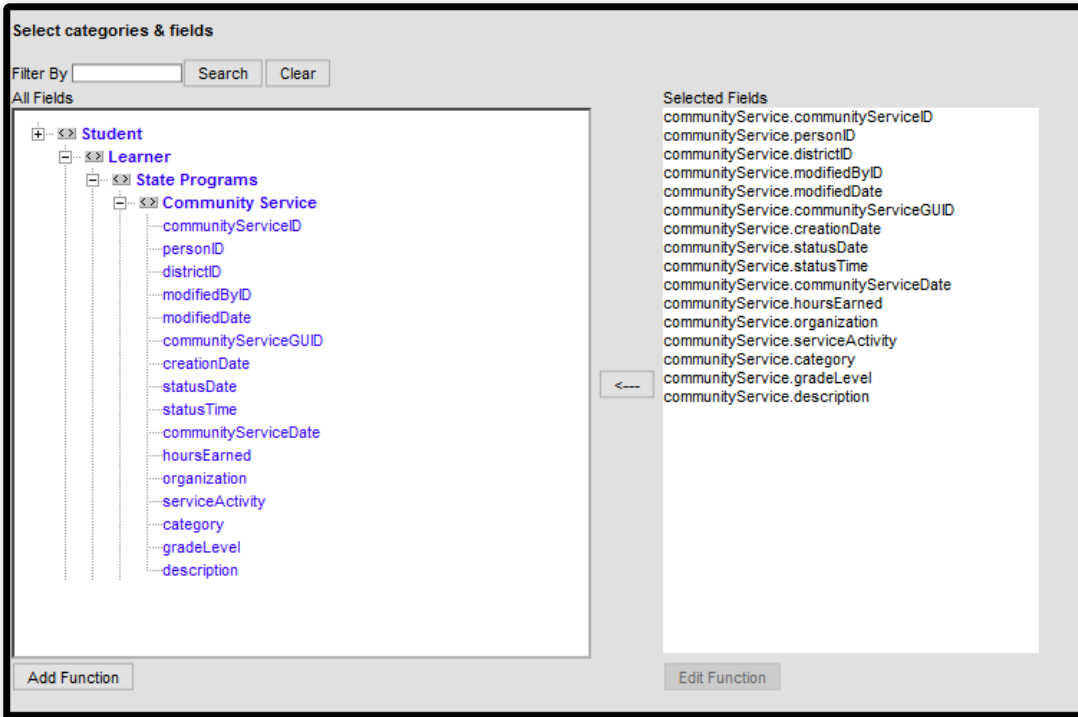 Select categories & fields
Filter By
Search
Clear
All Fields
Student
Learner
State Programs
Community Service
communityServiceID
personID
districtID
modifiedByID
modifiedDate
communityServiceGUID
creationDate
statusDate
statusTime
communityServiceDate
hoursEarned
organization
serviceActivity
category
gradeLevel
description
Add Function
<---
Selected Fields
communityService.communityServiceID
communityService.personID
communityService.districtID
communityService.modifiedByID
communityService.modifiedDate
communityService.communityServiceGUID
communityService.creationDate
communityService.statusDate
communityService.statusTime
communityService.communityServiceDate
communityService.hoursEarned
communityService.organization
communityService.serviceActivity
communityService.category
communityService.gradeLevel
communityService.description
Edit Function